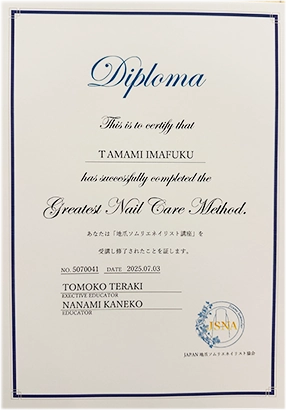 Diploma
This is to certify that
TAMAMI IMAFUKU
has successfully completed the
Greatest Nail Care Method.
あなたは「地爪ソムリエネイリスト講座」を
受講し修了されたことを証します。
NO. 5070041 DATE 2025.07.03
TOMOKO TERAKI
EXECTIVE EDUCATOR
NANAMI KANEKO
EDUCATOR
JSNA
JAPAN 地爪ソムリエネイリスト協会